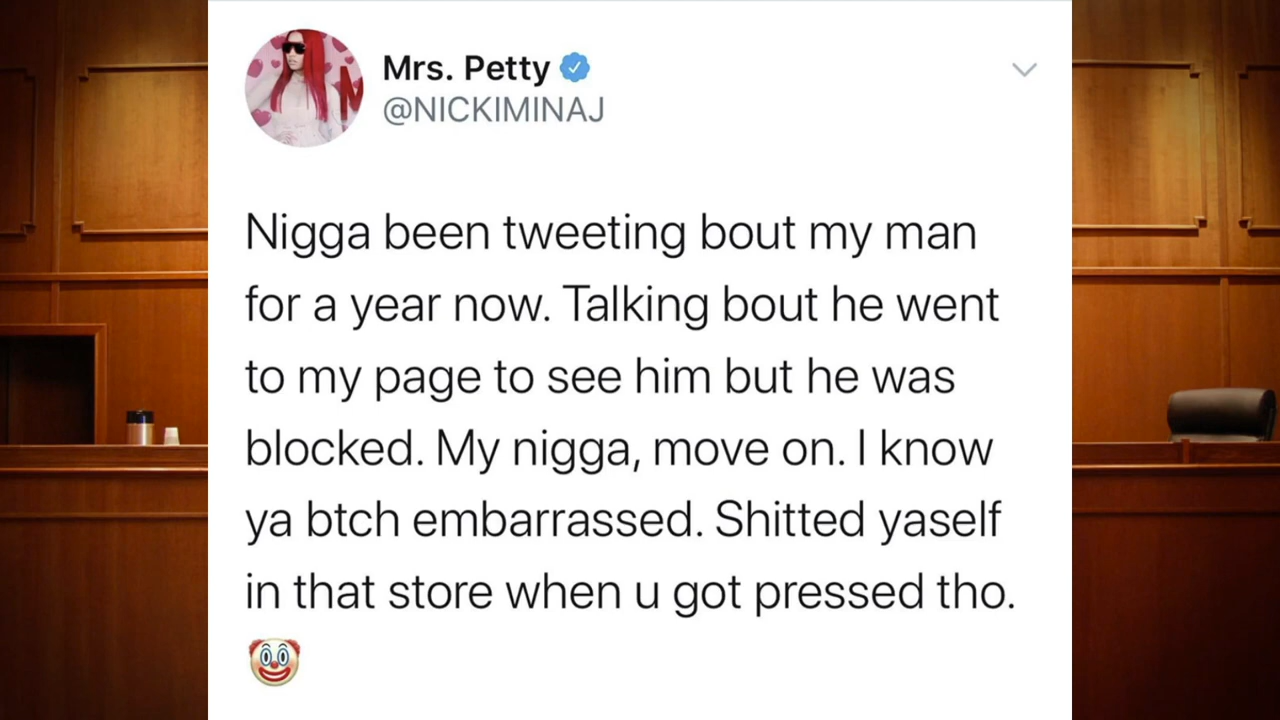 Mrs. Petty
@NICKIMINAJ
Nigga been tweeting bout my man
for a year now. Talking bout he went
to my page to see him but he was
blocked. My nigga, move on. I know
ya btch embarrassed. Shitted yaself
in that store when u got pressed tho.
🤡